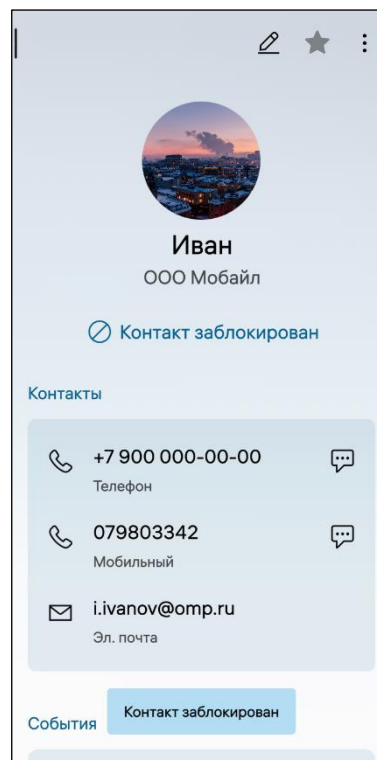 Иван
ООО Мобайл
Контакт заблокирован
Контакты
+7 900 000-00-00
Телефон
079803342
Мобильный
i.ivanov@omp.ru
Эл. почта
События
Контакт заблокирован